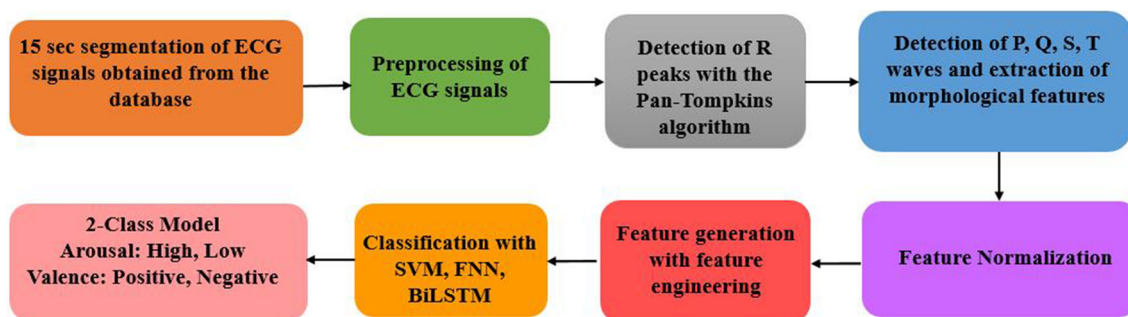 15 sec segmentation of ECG
signals obtained from the
database
Preprocessing of
ECG signals
Detection of R
peaks with the
Pan-Tompkins
algorithm
Detection of P, Q, S, T
waves and extraction of
morphological features
Feature Normalization
Feature generation
with feature
engineering
Classification with
SVM, FNN,
BiLSTM
2-Class Model
Arousal: High, Low
Valence: Positive, Negative